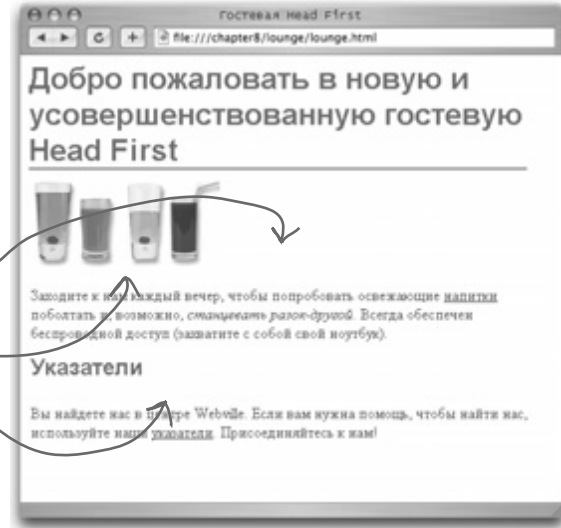 Гостевая Head First
file:///chapter8/lounge/lounge.html
Добро пожаловать в новую и
усовершенствованную гостевую
Head First
Заходите к нам каждый вечер, чтобы попробовать освежающие напитки
поболтать и, возможно, станцевать разок-другой. Всегда обеспечен
беспроводной доступ (захватите с собой свой ноутбук).
Указатели
Вы найдете нас в центре Webville. Если вам нужна помощь, чтобы найти нас,
используйте наши указатели. Присоединяйтесь к нам!